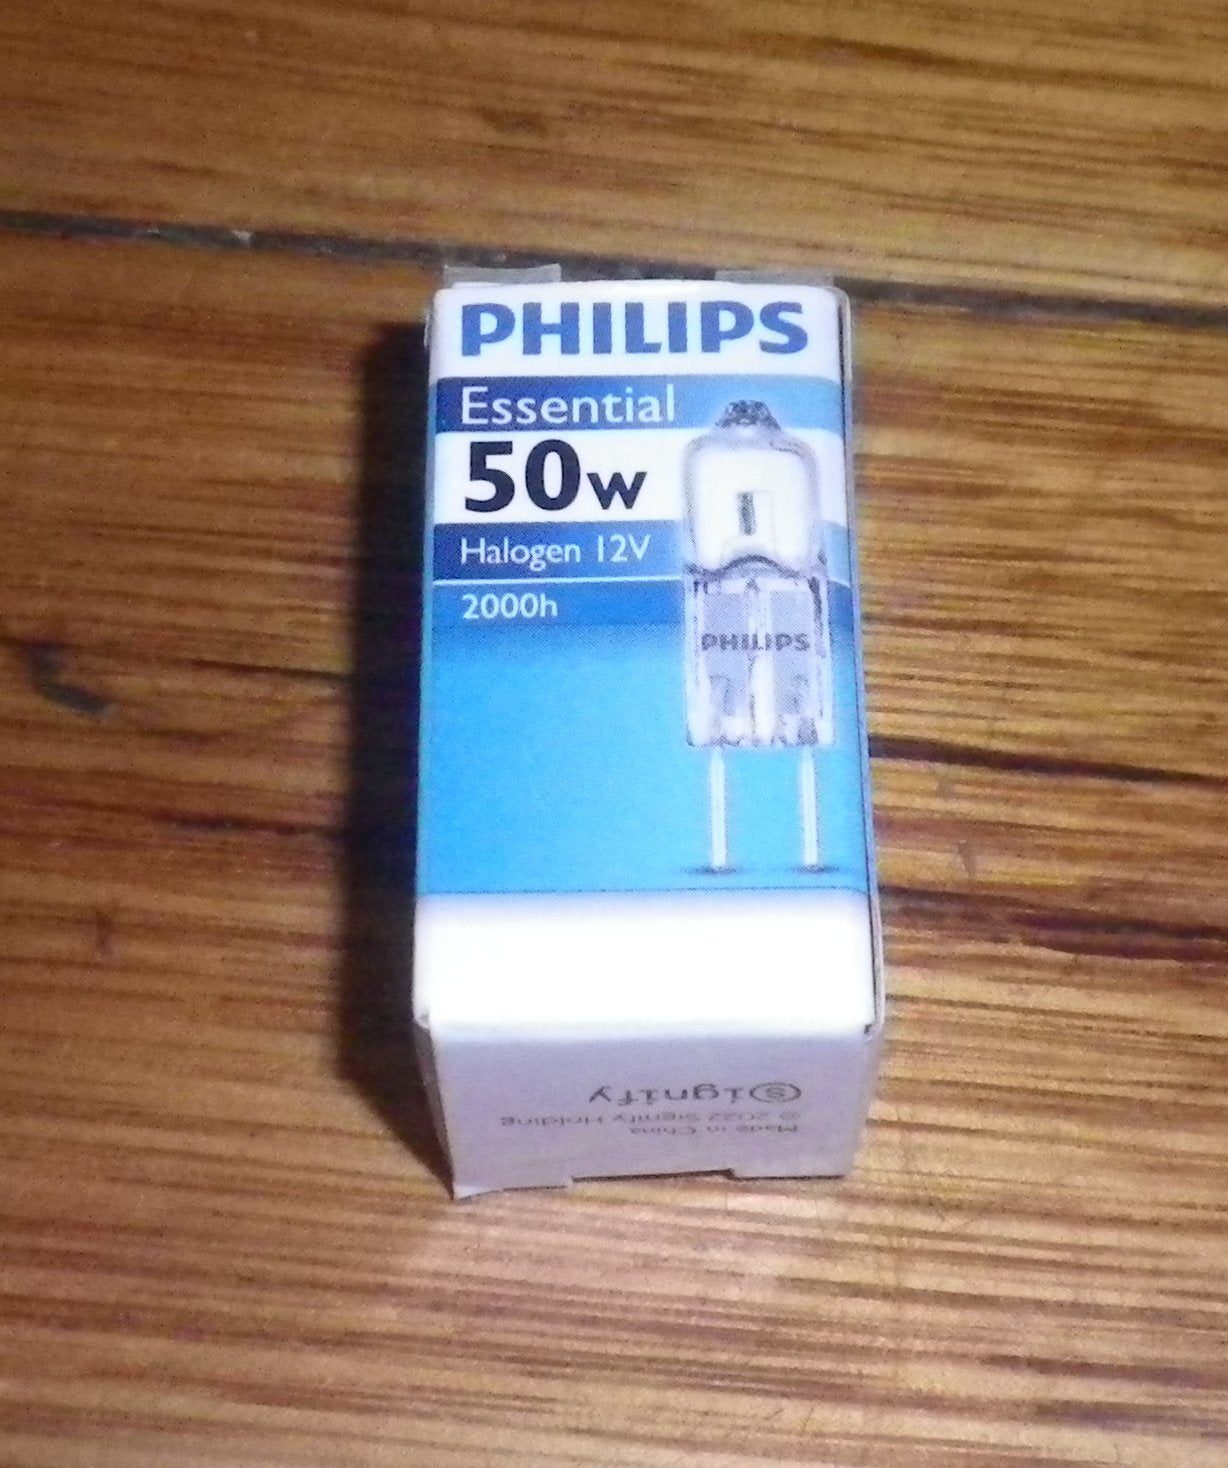 PHILIPS
Essential
50w
Halogen 12V
2000h
PHILIPS
Signify
© 2022 Signify Holding
Made in China